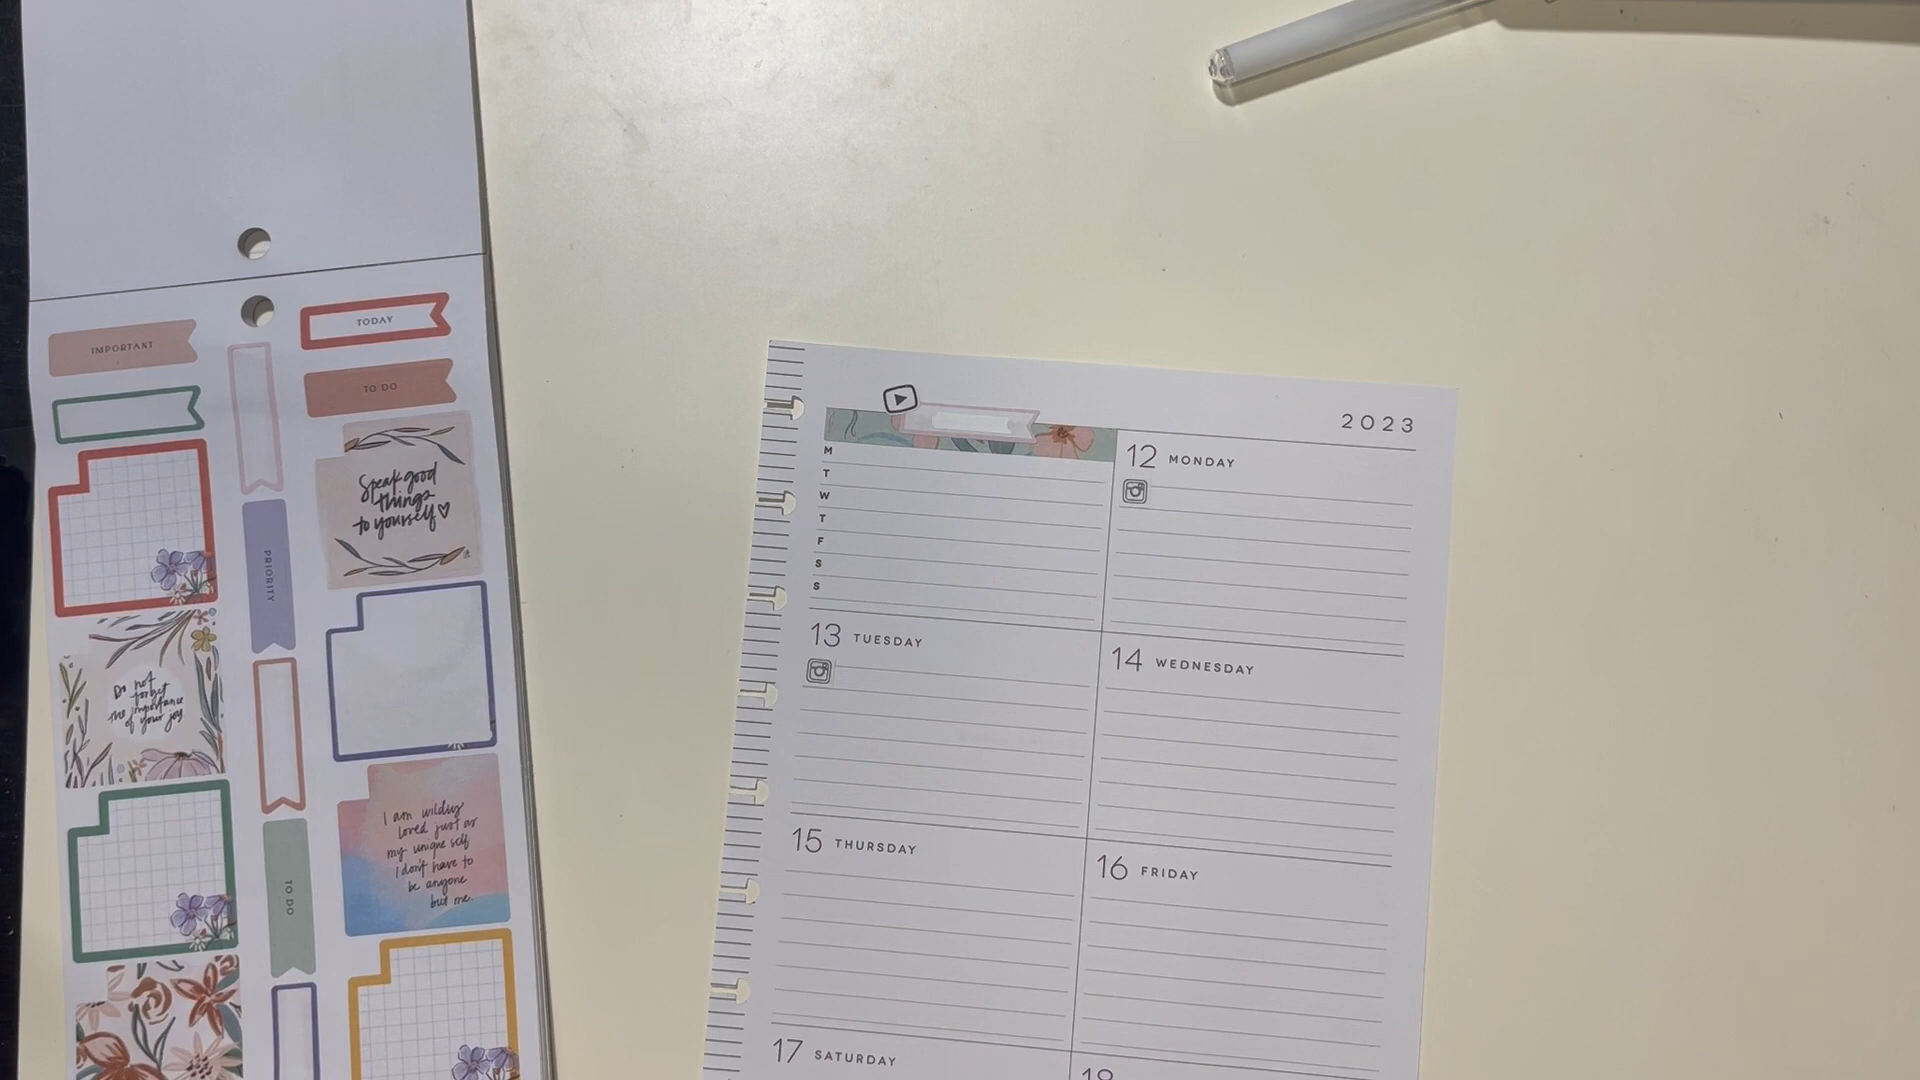 IMPORTANT
TODAY
TO DO
Speak good
things
to yourself
PRIORITY
Do not
forget
the importance
of your joy
I am wildly
loved just as
my unique self
I don't have to
be anyone
but me.
TO DO
2023
M
T
W
T
F
S
S
12 MONDAY
13 TUESDAY
14 WEDNESDAY
15 THURSDAY
16 FRIDAY
17 SATURDAY
18